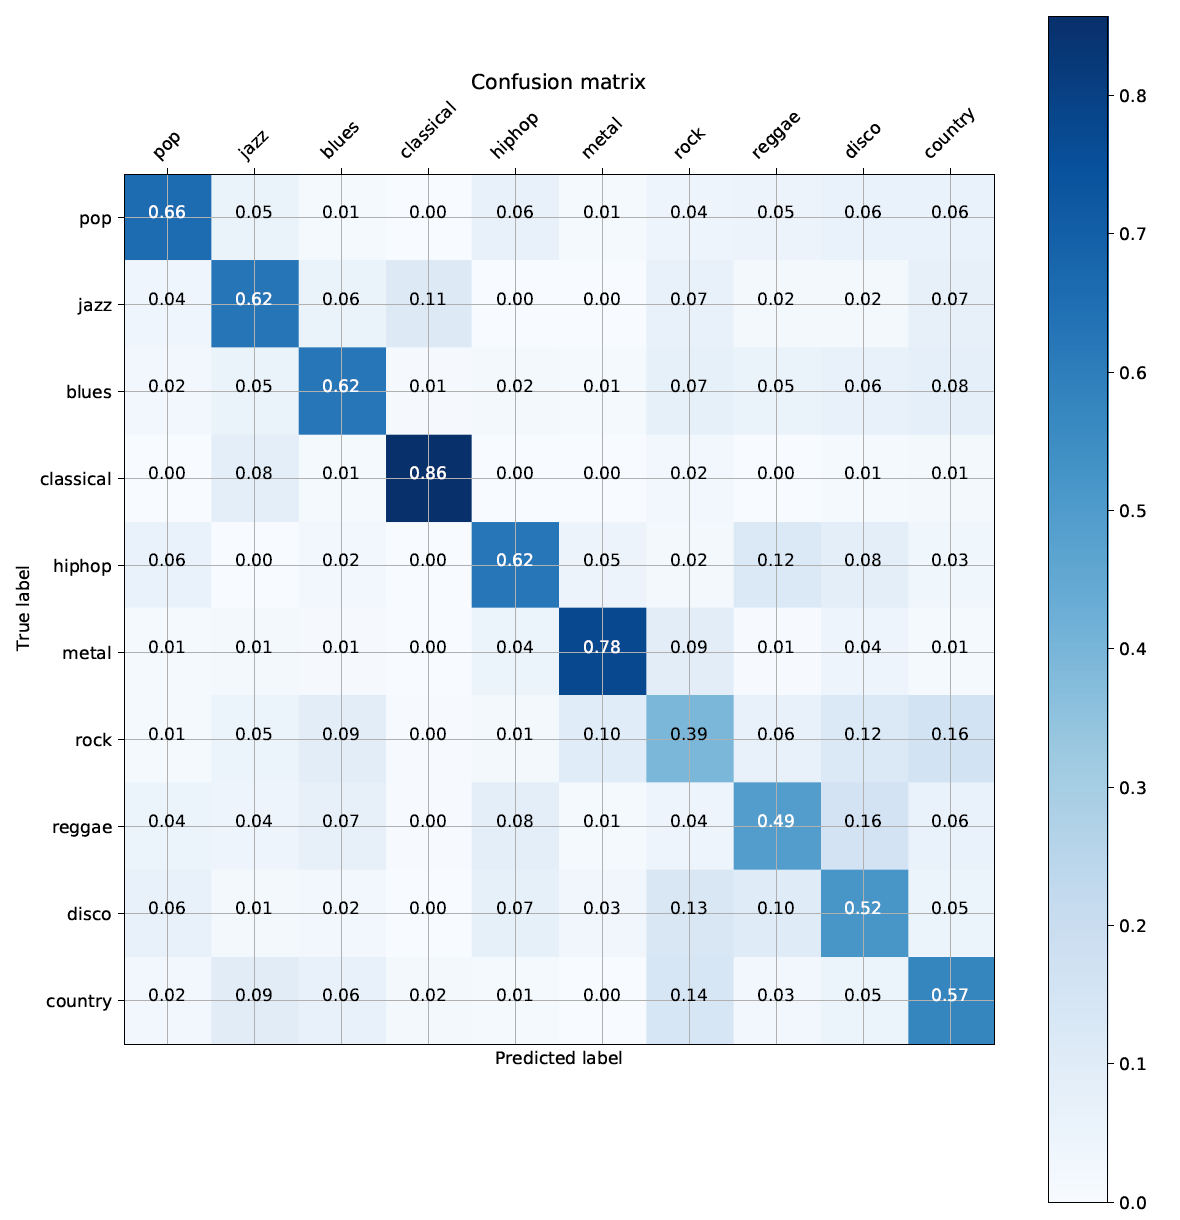 Confusion matrix
pop jazz blues classical hiphop metal rock reggae disco country
pop 0.66 0.05 0.01 0.00 0.06 0.01 0.04 0.05 0.06 0.06
jazz 0.04 0.62 0.06 0.11 0.00 0.00 0.07 0.02 0.02 0.07
blues 0.02 0.05 0.62 0.01 0.02 0.01 0.07 0.05 0.06 0.08
classical 0.00 0.08 0.01 0.86 0.00 0.00 0.02 0.00 0.01 0.01
hiphop 0.06 0.00 0.02 0.00 0.62 0.05 0.02 0.12 0.08 0.03
metal 0.01 0.01 0.01 0.00 0.04 0.78 0.09 0.01 0.04 0.01
rock 0.01 0.05 0.09 0.00 0.01 0.10 0.39 0.06 0.12 0.16
reggae 0.04 0.04 0.07 0.00 0.08 0.01 0.04 0.49 0.16 0.06
disco 0.06 0.01 0.02 0.00 0.07 0.03 0.13 0.10 0.52 0.05
country 0.02 0.09 0.06 0.02 0.01 0.00 0.14 0.03 0.05 0.57
True label
Predicted label
0.8
0.7
0.6
0.5
0.4
0.3
0.2
0.1
0.0